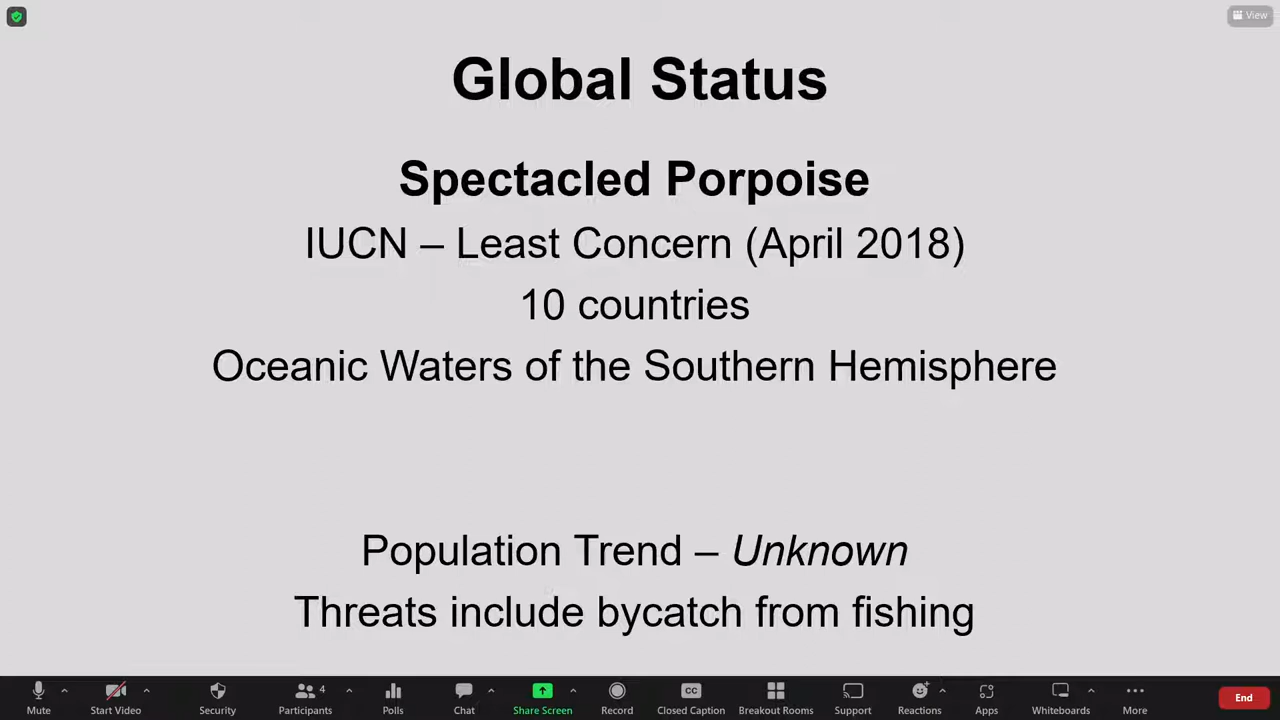 View
Global Status
Spectacled Porpoise
IUCN – Least Concern (April 2018)
10 countries
Oceanic Waters of the Southern Hemisphere
Population Trend – Unknown
Threats include bycatch from fishing
4
CC
Mute Start Video Security Participants Polls Chat Share Screen Record Closed Caption Breakout Rooms Support Reactions Apps Whiteboards More End